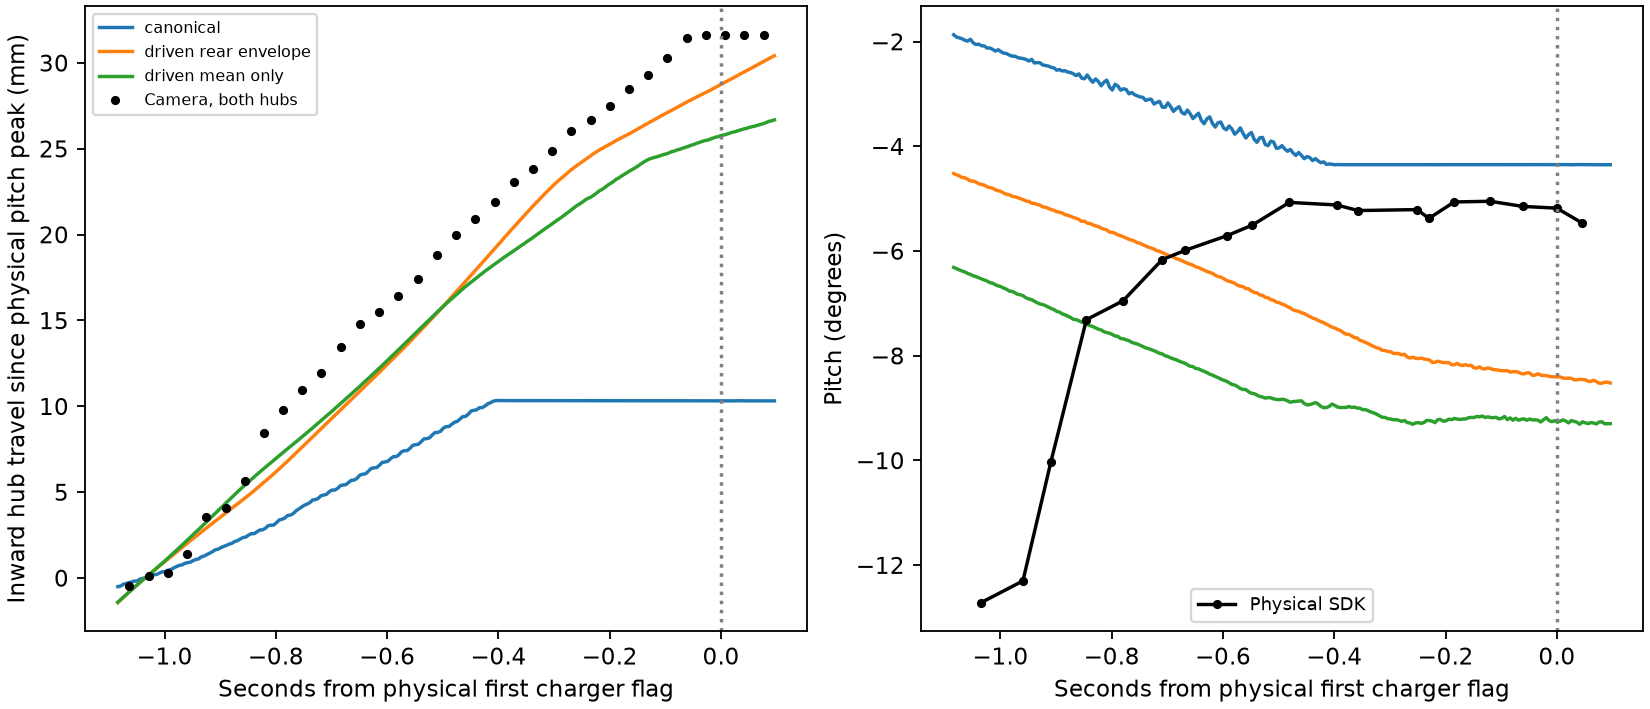 Inward hub travel since physical pitch peak (mm)
30
25
20
15
10
5
0
canonical
driven rear envelope
driven mean only
Camera, both hubs
−1.0 −0.8 −0.6 −0.4 −0.2 0.0
Seconds from physical first charger flag
Pitch (degrees)
−2
−4
−6
−8
−10
−12
Physical SDK
−1.0 −0.8 −0.6 −0.4 −0.2 0.0
Seconds from physical first charger flag